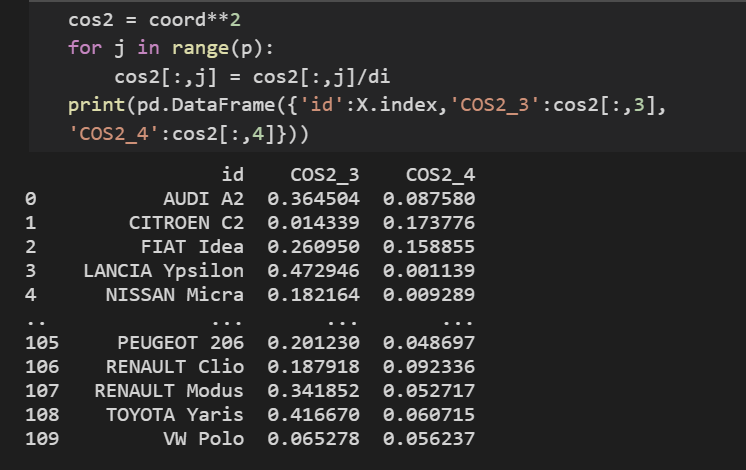 cos2 = coord**2
for j in range(p):
    cos2[:,j] = cos2[:,j]/di
print(pd.DataFrame({'id':X.index,'COS2_3':cos2[:,3],
'COS2_4':cos2[:,4]}))
id COS2_3 COS2_4
0 AUDI A2 0.364504 0.087580
1 CITROEN C2 0.014339 0.173776
2 FIAT Idea 0.260950 0.158855
3 LANCIA Ypsilon 0.472946 0.001139
4 NISSAN Micra 0.182164 0.009289
.. ... ... ...
105 PEUGEOT 206 0.201230 0.048697
106 RENAULT Clio 0.187918 0.092336
107 RENAULT Modus 0.341852 0.052717
108 TOYOTA Yaris 0.416670 0.060715
109 VW Polo 0.065278 0.056237